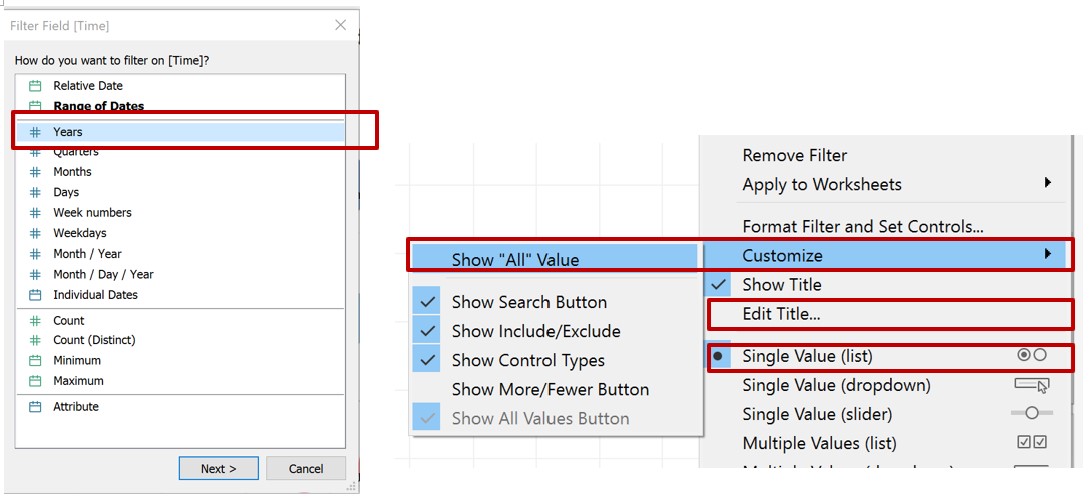 Filter Field [Time]
How do you want to filter on [Time]?
Relative Date
Range of Dates
Years
Quarters
Months
Days
Week numbers
Weekdays
Month / Year
Month / Day / Year
Individual Dates
Count
Count (Distinct)
Minimum
Maximum
Attribute
Next >
Cancel
Remove Filter
Apply to Worksheets
Format Filter and Set Controls...
Customize
Show Title
Edit Title...
Single Value (list)
Single Value (dropdown)
Single Value (slider)
Multiple Values (list)
Show "All" Value
Show Search Button
Show Include/Exclude
Show Control Types
Show More/Fewer Button
Show All Values Button